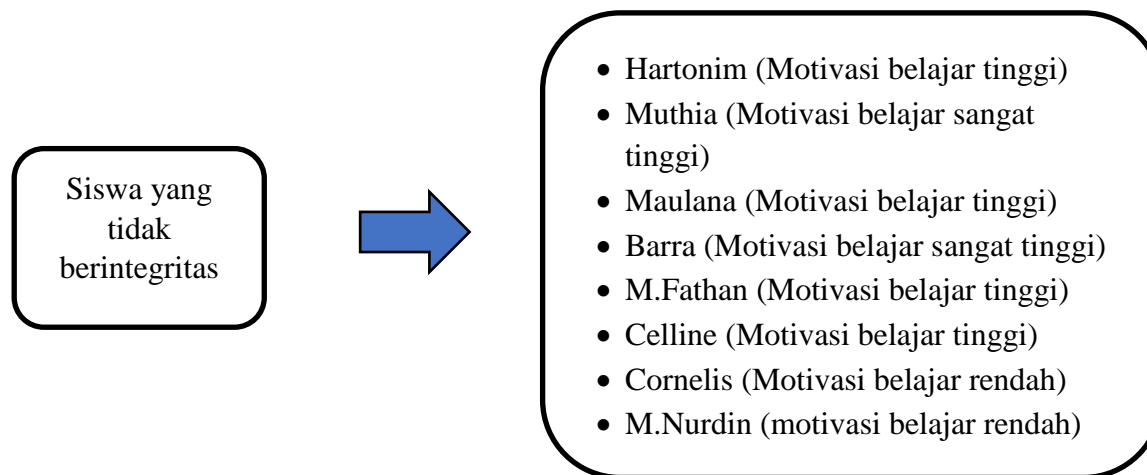 Siswa yang
tidak
berintegritas
• Hartonim (Motivasi belajar tinggi)
• Muthia (Motivasi belajar sangat
tinggi)
• Maulana (Motivasi belajar tinggi)
• Barra (Motivasi belajar sangat tinggi)
• M.Fathan (Motivasi belajar tinggi)
• Celline (Motivasi belajar tinggi)
• Cornelis (Motivasi belajar rendah)
• M.Nurdin (motivasi belajar rendah)